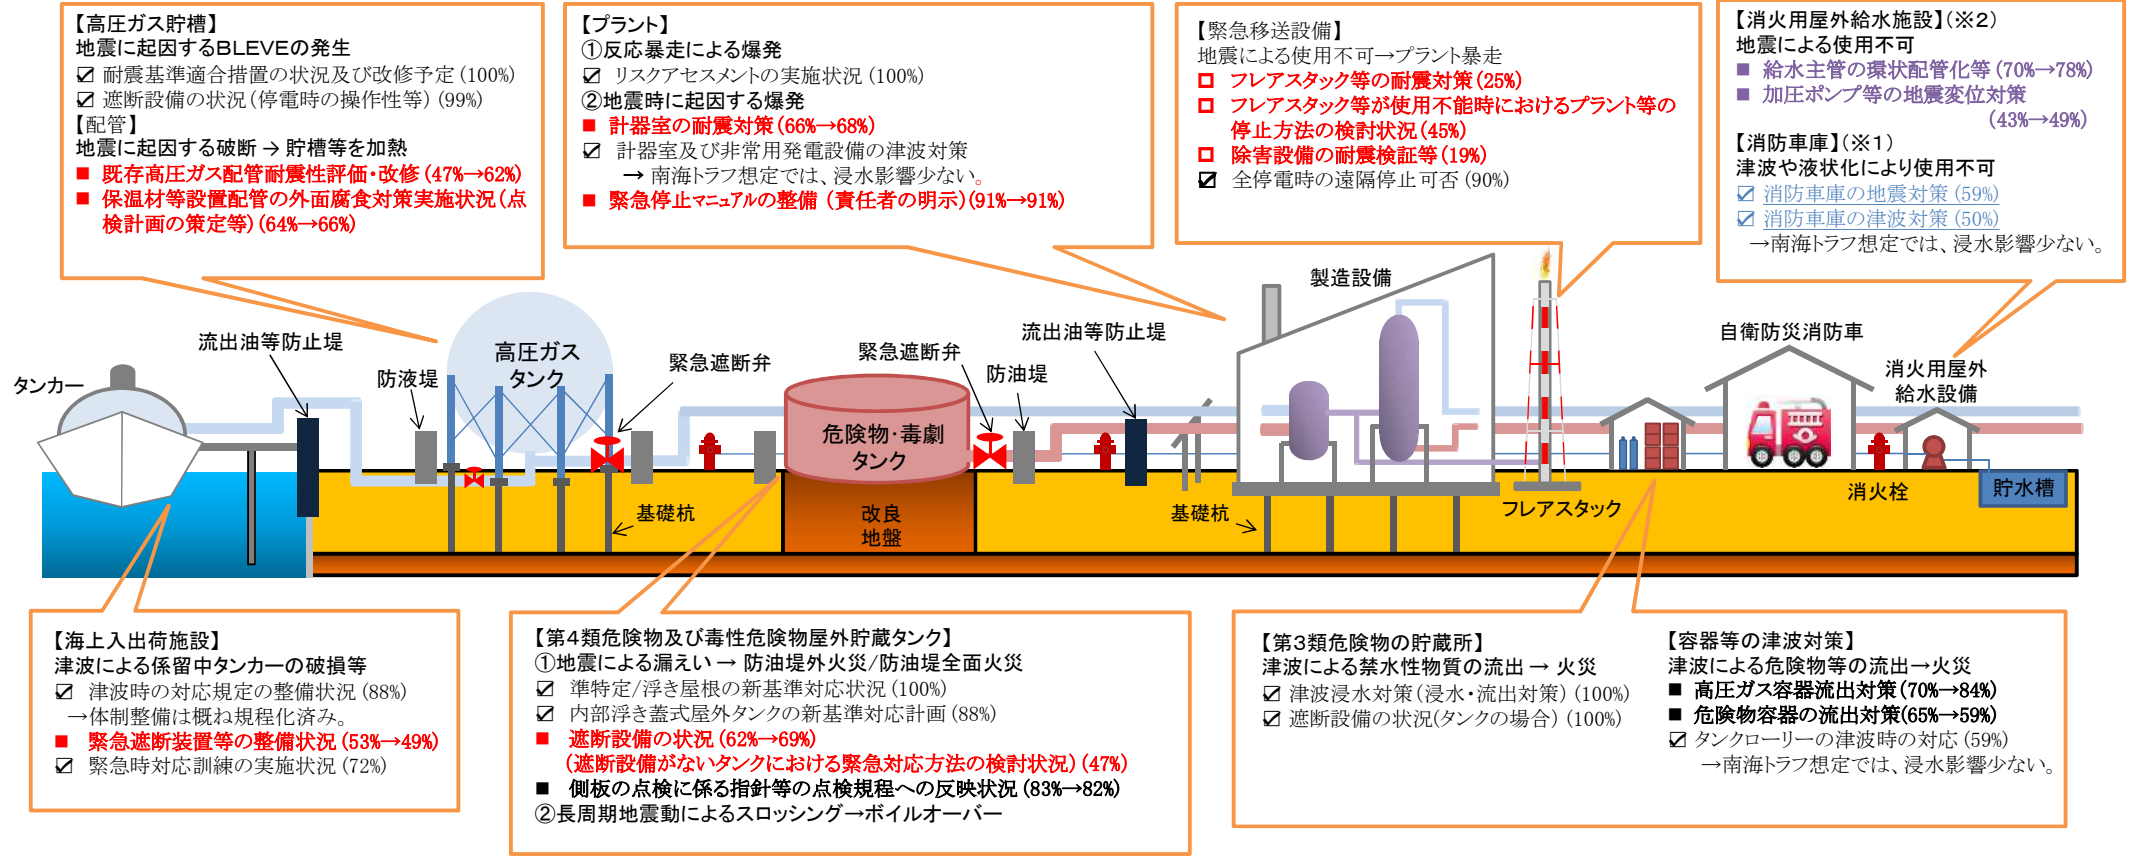 【高圧ガス貯槽】
地震に起因するBLEVEの発生
☑ 耐震基準適合措置の状況及び改修予定(100%)
☑ 遮断設備の状況(停電時の操作性等)(99%)
【配管】
地震に起因する破断 → 貯槽等を加熱
■ 既存高圧ガス配管耐震性評価・改修(47%→62%)
■ 保温材等設置配管の外面腐食対策実施状況(点
検計画の策定等)(64%→66%)
【プラント】
①反応暴走による爆発
☑ リスクアセスメントの実施状況(100%)
②地震時に起因する爆発
■ 計器室の耐震対策(66%→68%)
☑ 計器室及び非常用発電設備の津波対策
→ 南海トラフ想定では、浸水影響少ない。
■ 緊急停止マニュアルの整備 (責任者の明示)(91%→91%)
【緊急移送設備】
地震による使用不可→プラント暴走
□ フレアスタック等の耐震対策(25%)
□ フレアスタック等が使用不能時におけるプラント等の
停止方法の検討状況(45%)
□ 除害設備の耐震検証等(19%)
☑ 全停電時の遠隔停止可否(90%)
【消火用屋外給水施設】(※2)
地震による使用不可
■ 給水主管の環状配管化等(70%→78%)
■ 加圧ポンプ等の地震変位対策
(43%→49%)
【消防車庫】(※1)
津波や液状化により使用不可
☑ 消防車庫の地震対策(59%)
☑ 消防車庫の津波対策(50%)
→南海トラフ想定では、浸水影響少ない。
タンカー
流出油等防止堤
防液堤
高圧ガス
タンク
緊急遮断弁
基礎杭
危険物・毒劇
タンク
改良
地盤
緊急遮断弁
防油堤
流出油等防止堤
基礎杭
製造設備
フレアスタック
自衛防災消防車
消火用屋外
給水設備
消火栓
貯水槽
【海上入出荷施設】
津波による係留中タンカーの破損等
☑ 津波時の対応規定の整備状況(88%)
→体制整備は概ね規程化済み。
■ 緊急遮断装置等の整備状況(53%→49%)
☑ 緊急時対応訓練の実施状況(72%)
【第4類危険物及び毒性危険物屋外貯蔵タンク】
①地震による漏えい → 防油堤外火災/防油堤全面火災
☑ 準特定/浮き屋根の新基準対応状況(100%)
☑ 内部浮き蓋式屋外タンクの新基準対応計画(88%)
■ 遮断設備の状況(62%→69%)
(遮断設備がないタンクにおける緊急対応方法の検討状況)(47%)
■ 側板の点検に係る指針等の点検規程への反映状況(83%→82%)
②長周期地震動によるスロッシング→ボイルオーバー
【第3類危険物の貯蔵所】
津波による禁水性物質の流出 → 火災
☑ 津波浸水対策(浸水・流出対策)(100%)
☑ 遮断設備の状況(タンクの場合)(100%)
【容器等の津波対策】
津波による危険物等の流出→火災
■ 高圧ガス容器流出対策(70%→84%)
■ 危険物容器の流出対策(65%→59%)
☑ タンクローリーの津波時の対応(59%)
→南海トラフ想定では、浸水影響少ない。